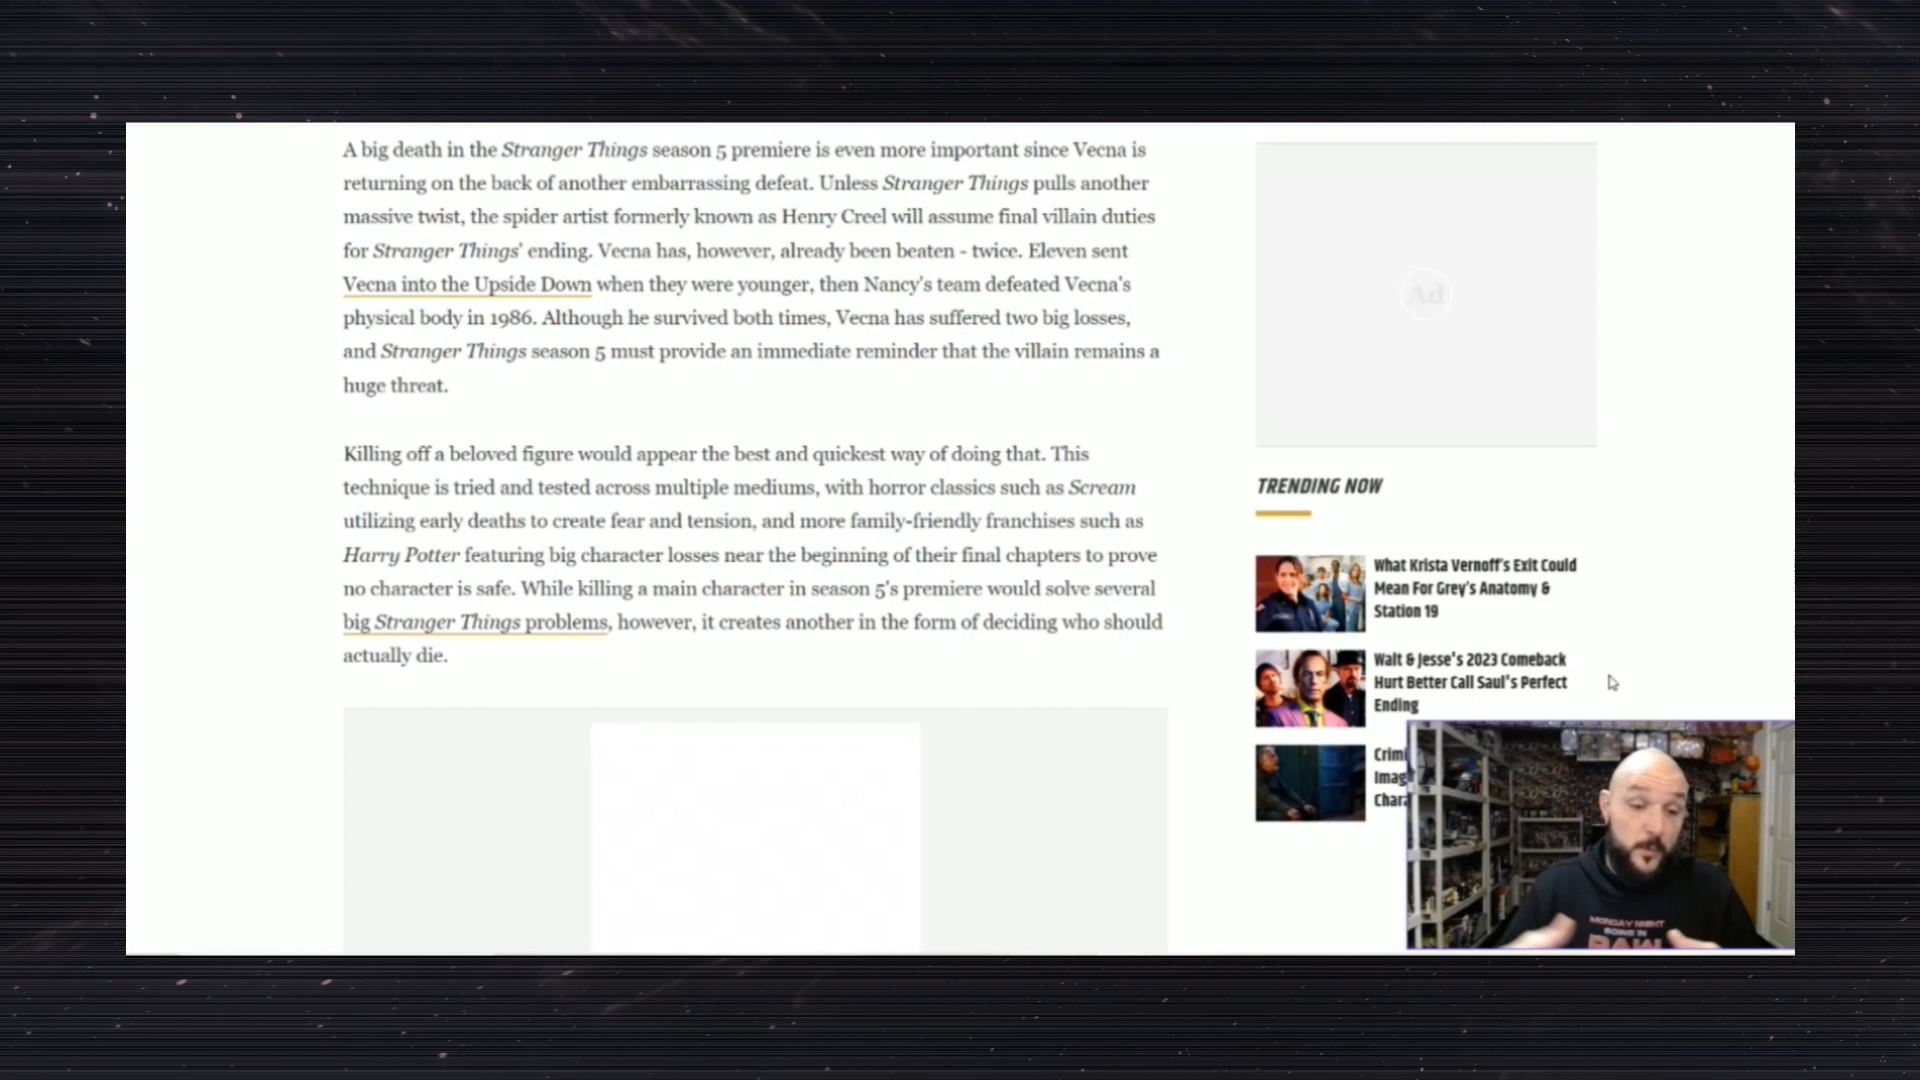 A big death in the Stranger Things season 5 premiere is even more important since Vecna is
returning on the back of another embarrassing defeat. Unless Stranger Things pulls another
massive twist, the spider artist formerly known as Henry Creel will assume final villain duties
for Stranger Things' ending. Vecna has, however, already been beaten - twice. Eleven sent
Vecna into the Upside Down when they were younger, then Nancy's team defeated Vecna's
physical body in 1986. Although he survived both times, Vecna has suffered two big losses,
and Stranger Things season 5 must provide an immediate reminder that the villain remains a
huge threat.
Killing off a beloved figure would appear the best and quickest way of doing that. This
technique is tried and tested across multiple mediums, with horror classics such as Scream
utilizing early deaths to create fear and tension, and more family-friendly franchises such as
Harry Potter featuring big character losses near the beginning of their final chapters to prove
no character is safe. While killing a main character in season 5's premiere would solve several
big Stranger Things problems, however, it creates another in the form of deciding who should
actually die.
Ad
TRENDING NOW
What Krista Vernoff's Exit Could
Mean For Grey's Anatomy &
Station 19
Walt & Jesse's 2023 Comeback
Hurt Better Call Saul's Perfect
Ending
Crimi
Imag
Chara
MONDAY NIGHT
GOING IN
RAW